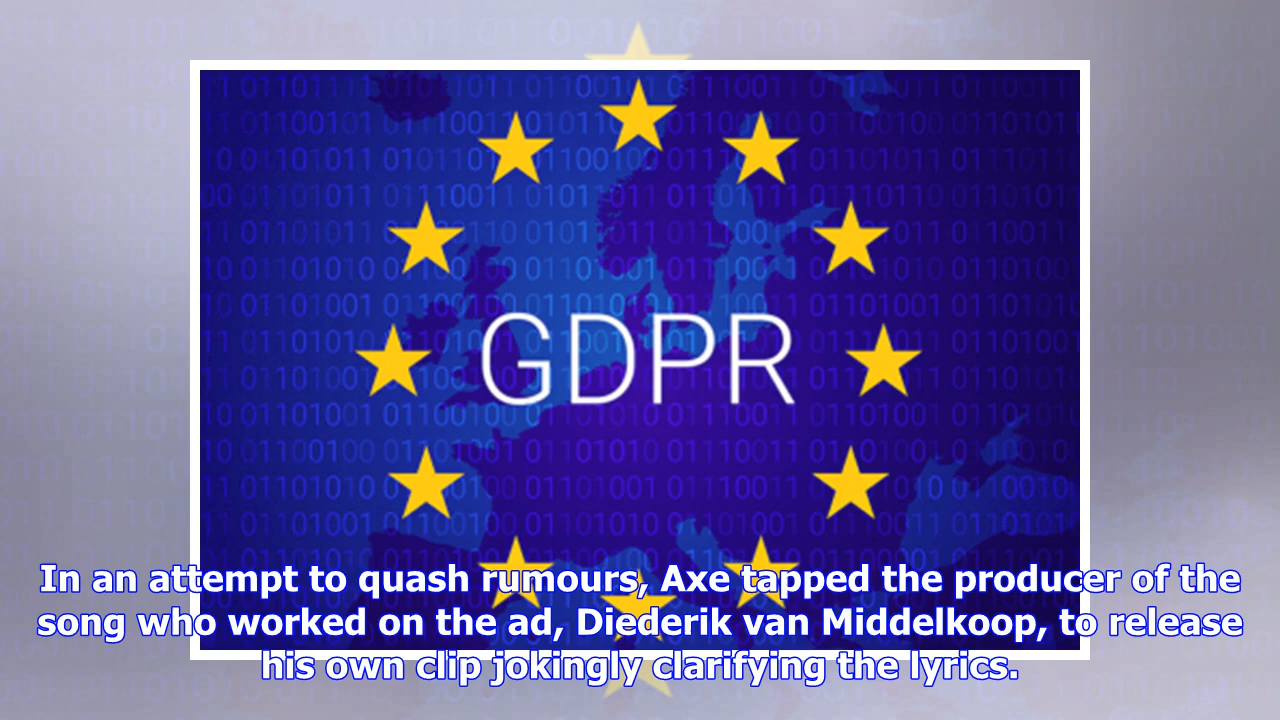 GDPR
In an attempt to quash rumours, Axe tapped the producer of the
song who worked on the ad, Diederik van Middelkoop, to release
his own clip jokingly clarifying the lyrics.